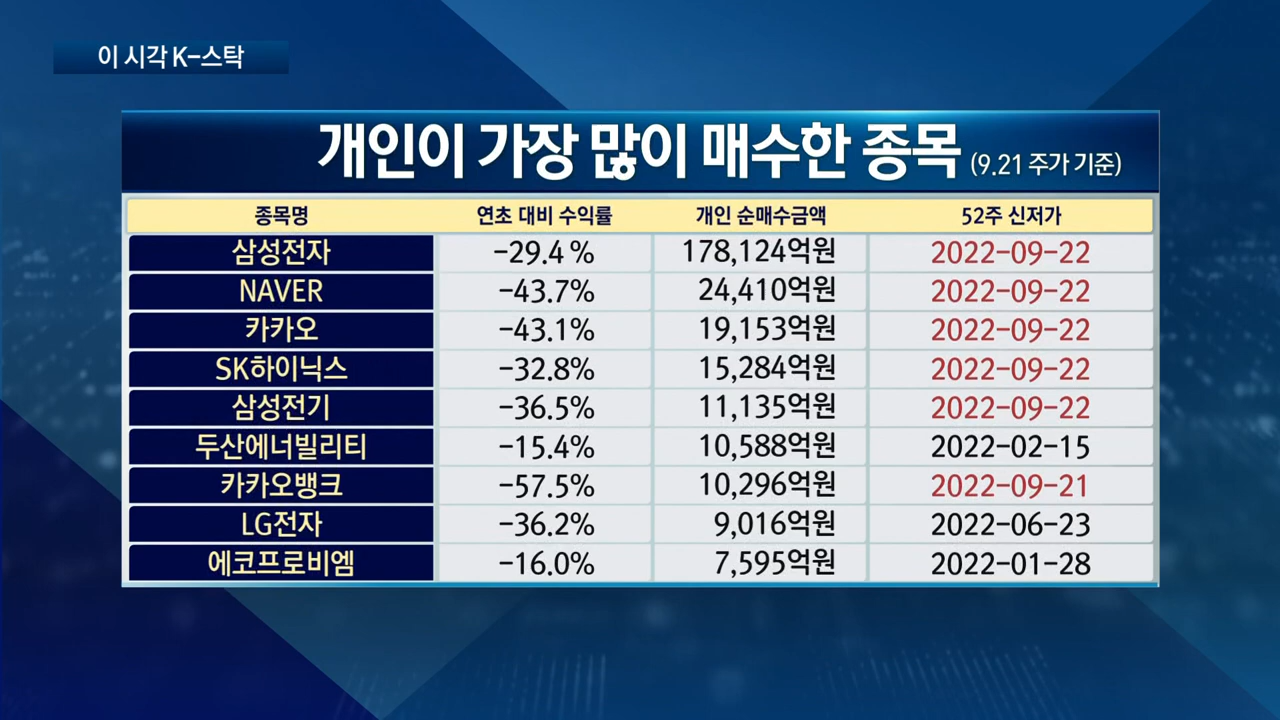 이 시각 K-스탁
개인이 가장 많이 매수한 종목 (9.21 주가 기준)
종목명 연초 대비 수익률 개인 순매수금액 52주 신저가
삼성전자 -29.4% 178,124억원 2022-09-22
NAVER -43.7% 24,410억원 2022-09-22
카카오 -43.1% 19,153억원 2022-09-22
SK하이닉스 -32.8% 15,284억원 2022-09-22
삼성전기 -36.5% 11,135억원 2022-09-22
두산에너빌리티 -15.4% 10,588억원 2022-02-15
카카오뱅크 -57.5% 10,296억원 2022-09-21
LG전자 -36.2% 9,016억원 2022-06-23
에코프로비엠 -16.0% 7,595억원 2022-01-28